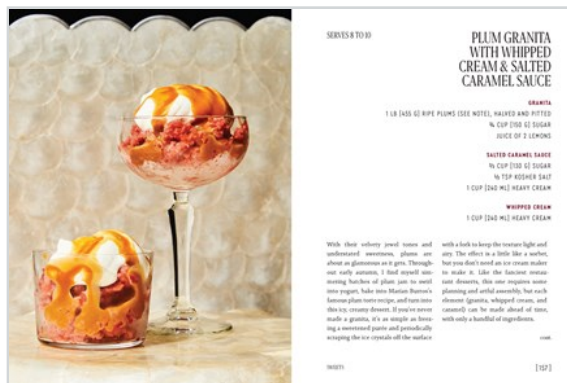 SERVES 8 TO 10
PLUM GRANITA
WITH WHIPPED
CREAM & SALTED
CARAMEL SAUCE
GRANITA
1 LB [455 G] RIPE PLUMS (SEE NOTE), HALVED AND PITTED
¾ CUP [150 G] SUGAR
JUICE OF 2 LEMONS
SALTED CARAMEL SAUCE
⅔ CUP [130 G] SUGAR
½ TSP KOSHER SALT
1 CUP [240 ML] HEAVY CREAM
WHIPPED CREAM
1 CUP [240 ML] HEAVY CREAM
With their velvety jewel tones and
understated sweetness, plums are
about as glamorous as it gets. Through-
out early autumn, I find myself sim-
mering batches of plum jam to swirl
into yogurt, bake into Marian Burros's
famous plum torte recipe, and turn into
this icy, creamy dessert. If you've never
made a granita, it's as simple as freez-
ing a sweetened purée and periodically
scraping the ice crystals off the surface
with a fork to keep the texture light and
airy. The effect is a little like a sorbet,
but you don't need an ice cream maker
to make it. Like the fanciest restau-
rant desserts, this one requires some
planning and artful assembly, but each
element (granita, whipped cream, and
caramel) can be made ahead of time,
with only a handful of ingredients.
cont.
SWEETS
[157]